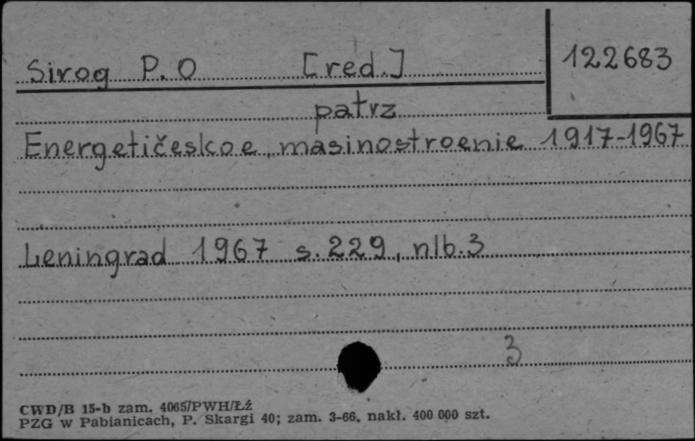 Sirog P.O [red.] 122683
patrz
Energetičeskoe masinostroenie 1917-1967
Leningrad 1967 s.229, nlb.3
3
CWD/B 15-b zam. 4065/PWH/Łź
PZG w Pabianicach, P. Skargi 40; zam. 3-66, nakł. 400 000 szt.